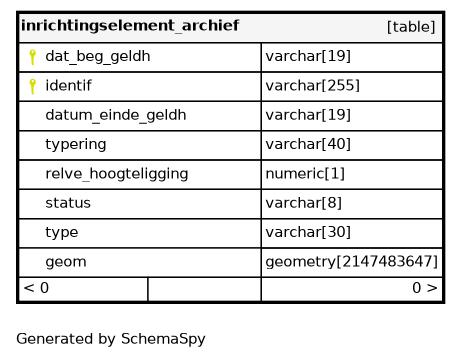 inrichtingselement_archief [table]
dat_beg_geldh varchar[19]
identif varchar[255]
datum_einde_geldh varchar[19]
typering varchar[40]
relve_hoogteligging numeric[1]
status varchar[8]
type varchar[30]
geom geometry[2147483647]
< 0 0 >
Generated by SchemaSpy